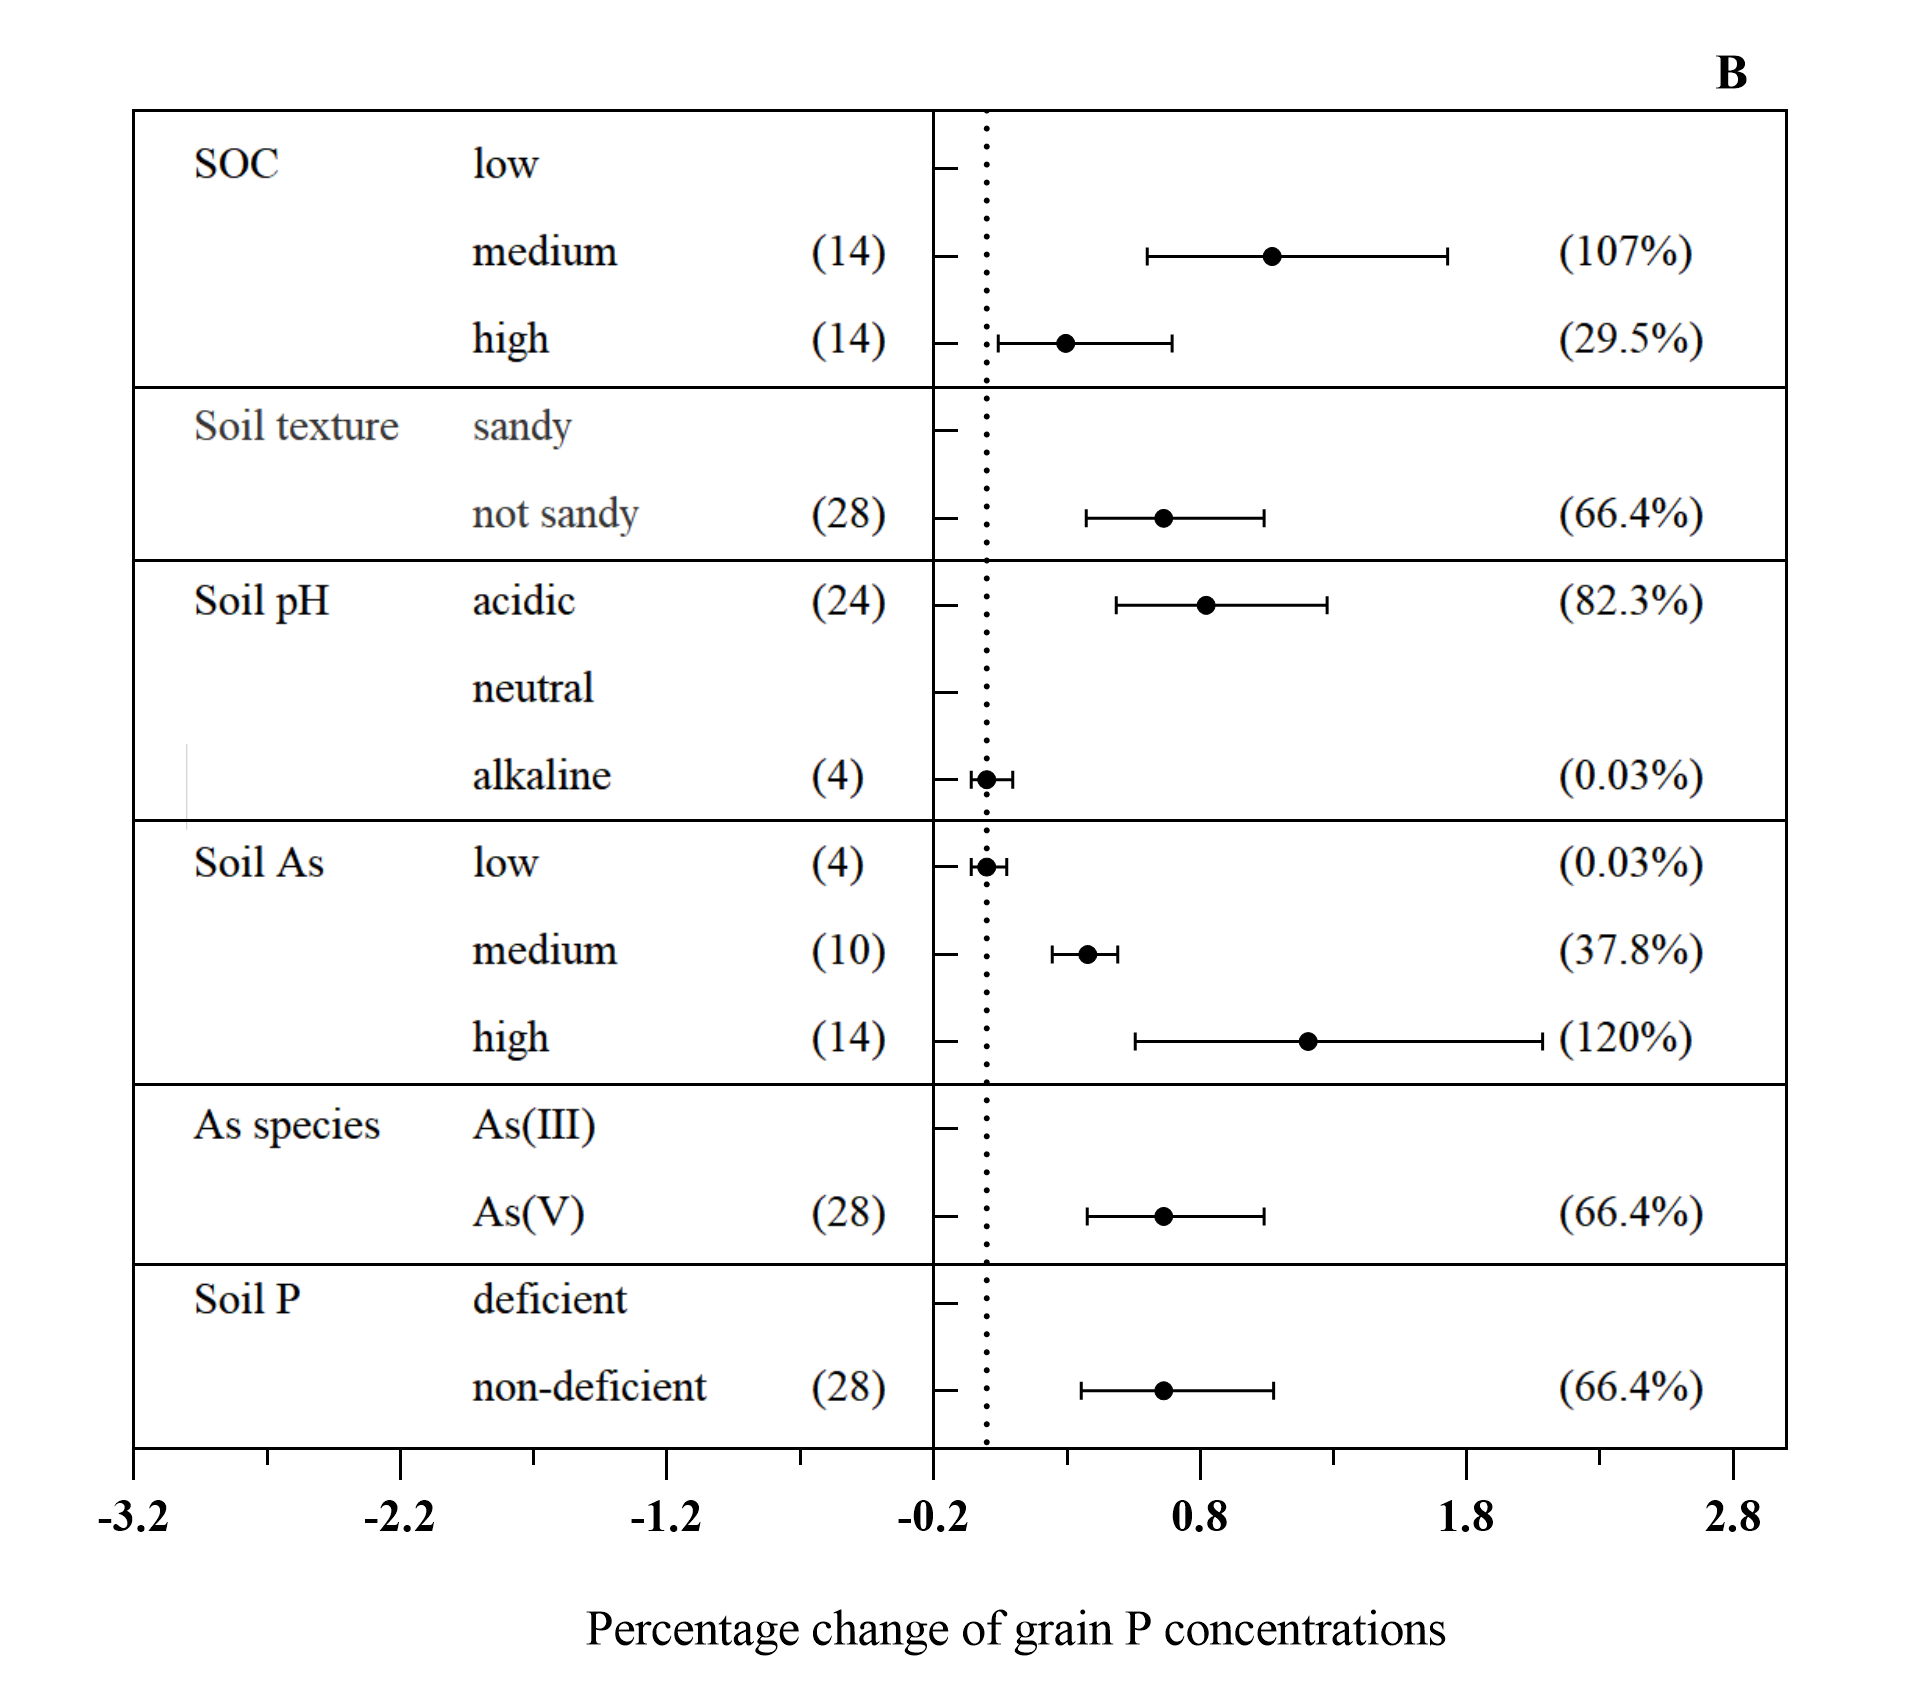 B
SOC low
medium (14) (107%)
high (14) (29.5%)
Soil texture sandy
not sandy (28) (66.4%)
Soil pH acidic (24) (82.3%)
neutral
alkaline (4) (0.03%)
Soil As low (4) (0.03%)
medium (10) (37.8%)
high (14) (120%)
As species As(III)
As(V) (28) (66.4%)
Soil P deficient
non-deficient (28) (66.4%)
-3.2 -2.2 -1.2 -0.2 0.8 1.8 2.8
Percentage change of grain P concentrations